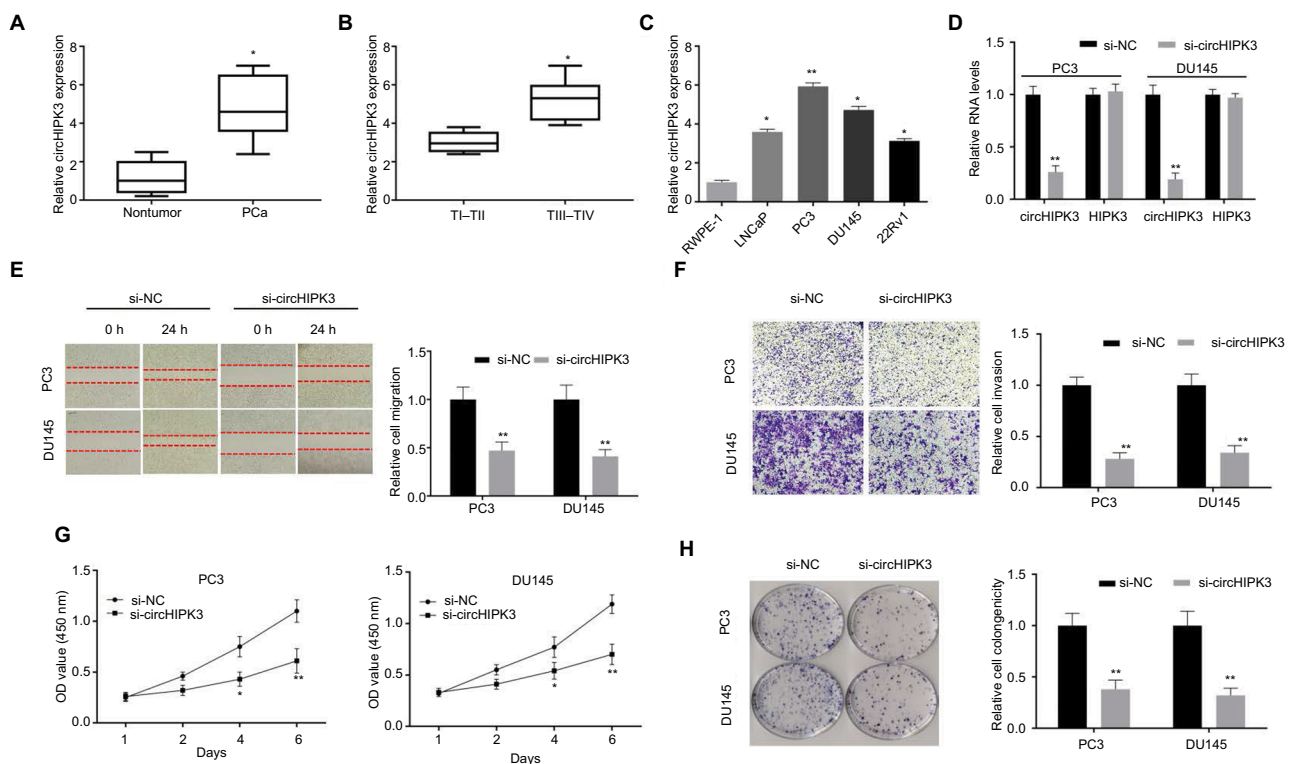 A
Relative circHIPK3 expression
8
6
4
2
0
*
Nontumor
PCa
B
Relative circHIPK3 expression
8
6
4
2
0
*
TI–TII
TIII–TIV
C
Relative circHIPK3 expression
8
6
4
2
0
*
**
*
*
RWPE-1
LNCaP
PC3
DU145
22Rv1
D
Relative RNA levels
1.5
1.0
0.5
0.0
si-NC
si-circHIPK3
PC3
DU145
**
**
circHIPK3
HIPK3
circHIPK3
HIPK3
E
si-NC
si-circHIPK3
0 h
24 h
0 h
24 h
PC3
DU145
Relative cell migration
1.5
1.0
0.5
0.0
si-NC
si-circHIPK3
**
**
PC3
DU145
F
si-NC
si-circHIPK3
PC3
DU145
Relative cell invasion
1.5
1.0
0.5
0.0
si-NC
si-circHIPK3
**
**
PC3
DU145
G
OD value (450 nm)
1.5
1.0
0.5
0.0
PC3
si-NC
si-circHIPK3
*
**
1
2
4
6
Days
OD value (450 nm)
1.5
1.0
0.5
0.0
DU145
si-NC
si-circHIPK3
*
**
1
2
4
6
Days
H
si-NC
si-circHIPK3
PC3
DU145
Relative cell colongenicity
1.5
1.0
0.5
0.0
si-NC
si-circHIPK3
**
**
PC3
DU145